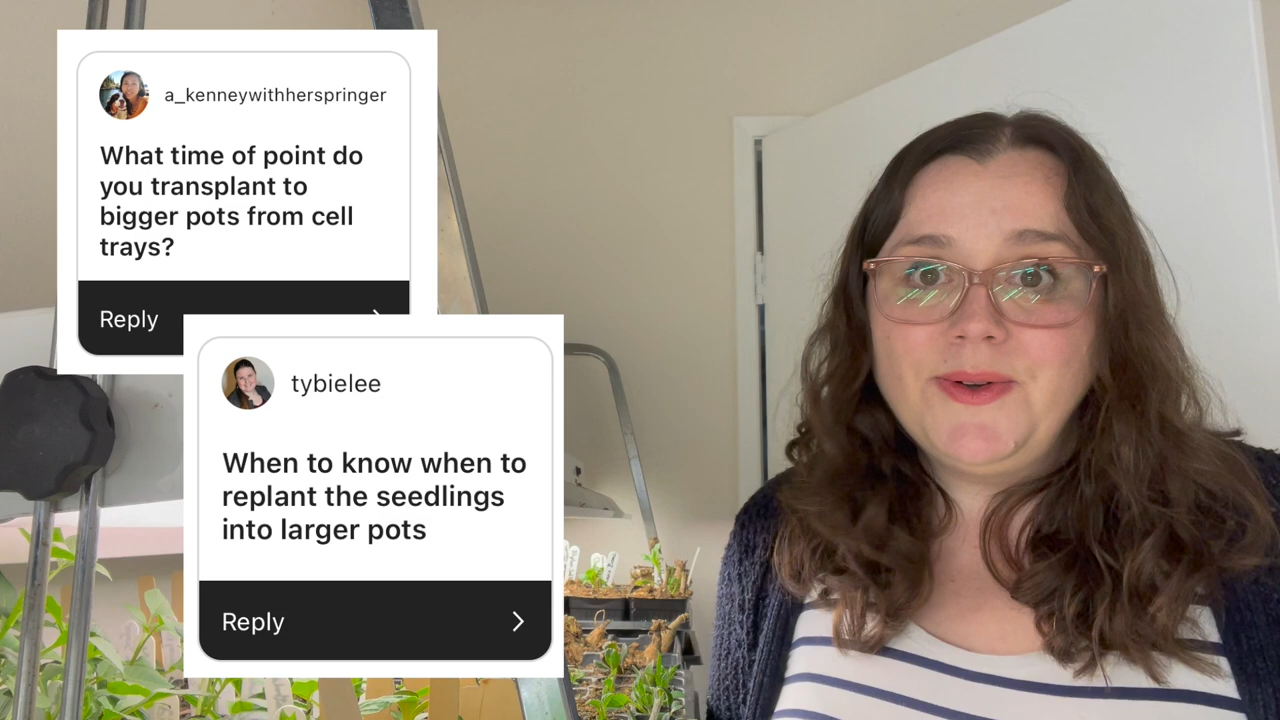 a_kenneywithherspringer
What time of point do
you transplant to
bigger pots from cell
trays?
Reply
tybielee
When to know when to
replant the seedlings
into larger pots
Reply